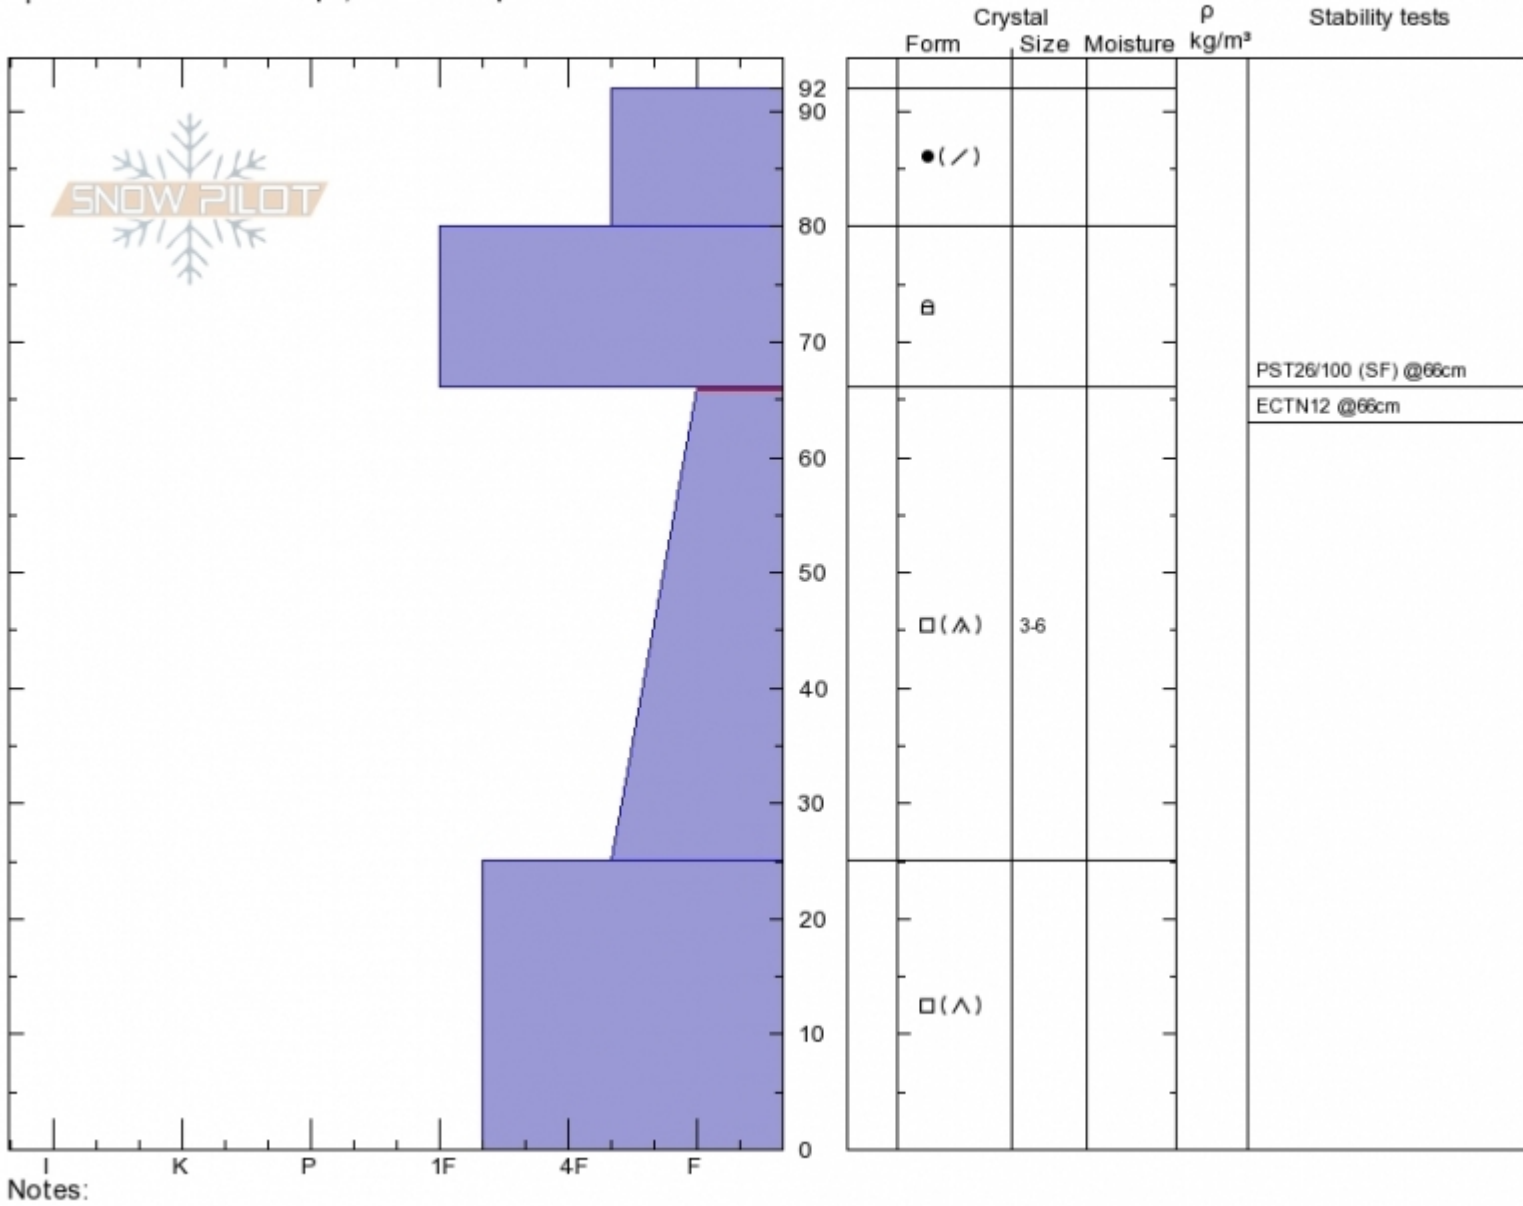 Crystal
ρ
Stability tests
Form Size Moisture kg/m³
92
90
●(╱)
80
70
PST26/100 (SF) @66cm
ECTN12 @66cm
60
50
□(⩚) 3-6
40
30
20
□(∧)
10
0
I K P 1F 4F F
Notes:
SNOW PILOT